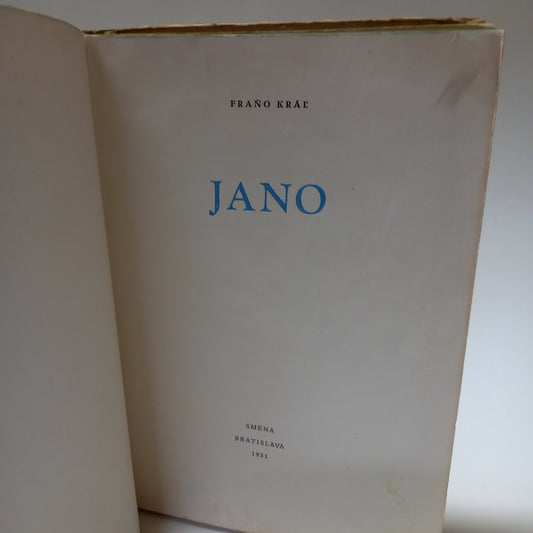 FRAŇO KRÁĽ
JANO
SMENA
BRATISLAVA
1951